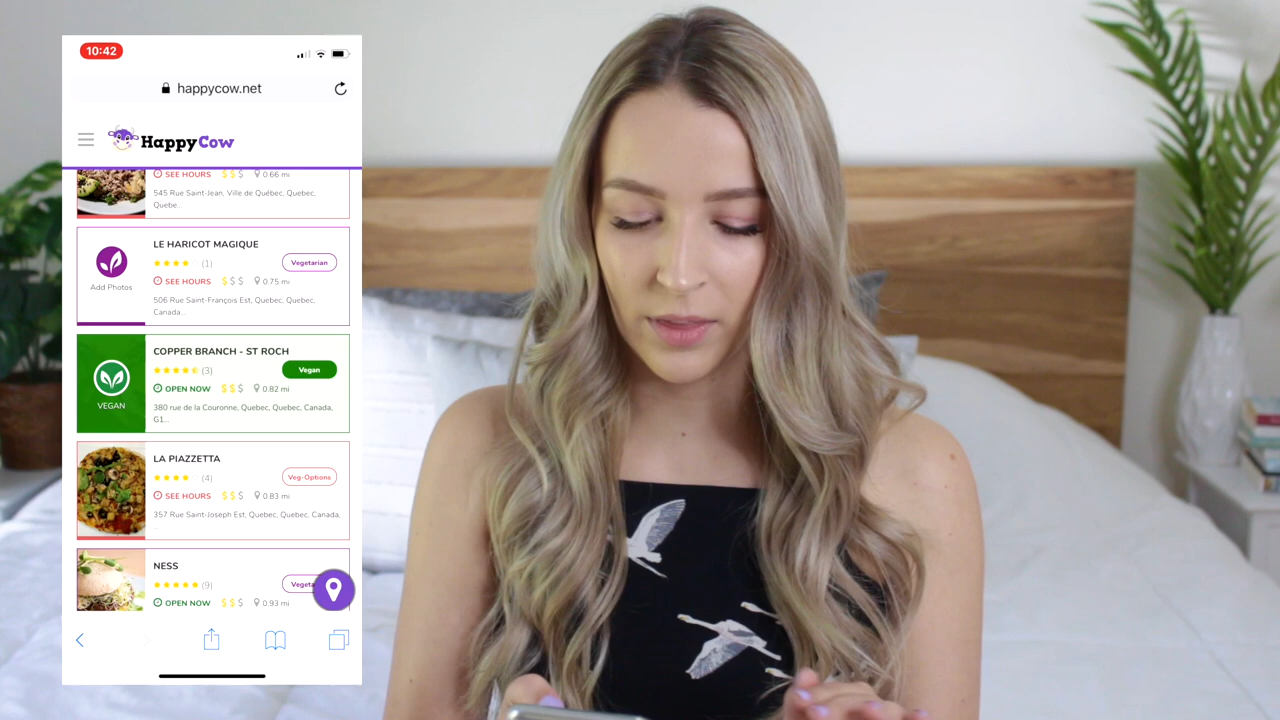 10:42
happycow.net
HappyCow
SEE HOURS $$$ 0.66 mi
545 Rue Saint-Jean, Ville de Québec, Quebec,
Quebe..
LE HARICOT MAGIQUE
(1)
Vegetarian
Add Photos
SEE HOURS $$$ 0.75 mi
506 Rue Saint-François Est, Quebec, Quebec,
Canada...
COPPER BRANCH - ST ROCH
(3)
Vegan
VEGAN
OPEN NOW $$$ 0.82 mi
380 rue de la Couronne, Quebec, Quebec, Canada,
G1...
LA PIAZZETTA
(4)
Veg-Options
SEE HOURS $$$ 0.83 mi
357 Rue Saint-Joseph Est, Quebec, Quebec, Canada,
..
NESS
(9)
Vegeta
OPEN NOW $$$ 0.93 mi